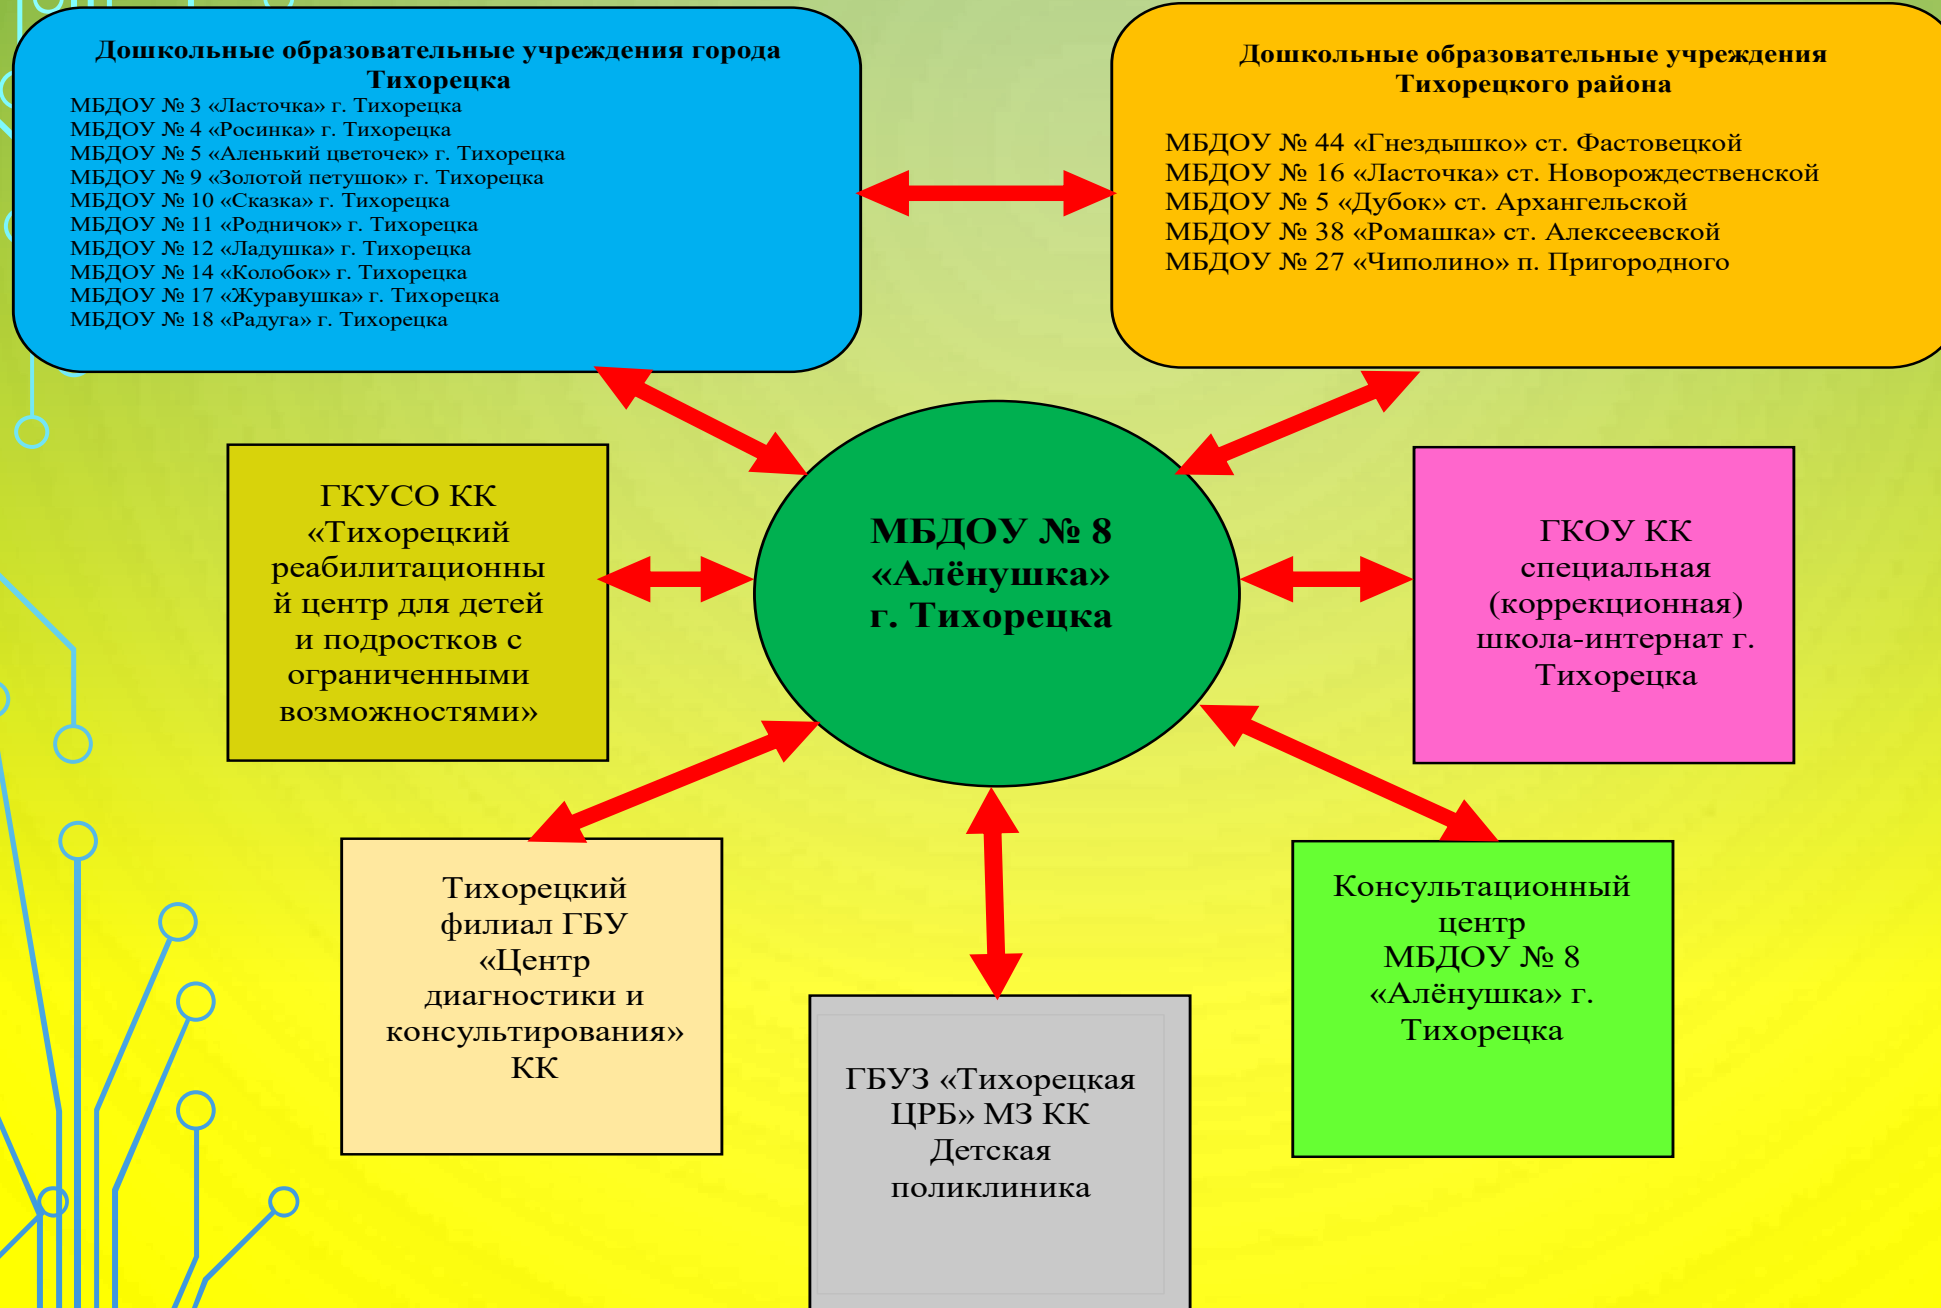 Дошкольные образовательные учреждения города
Тихорецка
МБДОУ № 3 «Ласточка» г. Тихорецка
МБДОУ № 4 «Росинка» г. Тихорецка
МБДОУ № 5 «Аленький цветочек» г. Тихорецка
МБДОУ № 9 «Золотой петушок» г. Тихорецка
МБДОУ № 10 «Сказка» г. Тихорецка
МБДОУ № 11 «Родничок» г. Тихорецка
МБДОУ № 12 «Ладушка» г. Тихорецка
МБДОУ № 14 «Колобок» г. Тихорецка
МБДОУ № 17 «Журавушка» г. Тихорецка
МБДОУ № 18 «Радуга» г. Тихорецка
Дошкольные образовательные учреждения
Тихорецкого района
МБДОУ № 44 «Гнездышко» ст. Фастовецкой
МБДОУ № 16 «Ласточка» ст. Новорождественской
МБДОУ № 5 «Дубок» ст. Архангельской
МБДОУ № 38 «Ромашка» ст. Алексеевской
МБДОУ № 27 «Чиполино» п. Пригородного
ГКУСО КК
«Тихорецкий
реабилитационны
й центр для детей
и подростков с
ограниченными
возможностями»
МБДОУ № 8
«Алёнушка»
г. Тихорецка
ГКОУ КК
специальная
(коррекционная)
школа-интернат г.
Тихорецка
Тихорецкий
филиал ГБУ
«Центр
диагностики и
консультирования»
КК
ГБУЗ «Тихорецкая
ЦРБ» МЗ КК
Детская
поликлиника
Консультационный
центр
МБДОУ № 8
«Алёнушка» г.
Тихорецка